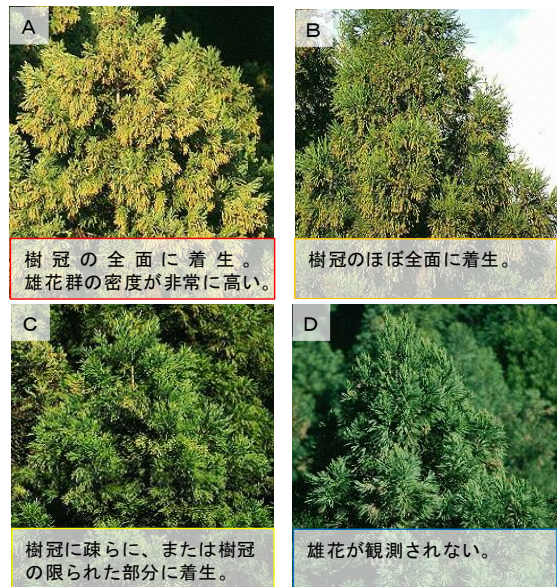 A
樹冠の全面に着生。
雄花群の密度が非常に高い。
B
樹冠のほぼ全面に着生。
C
樹冠に疎らに、または樹冠
の限られた部分に着生。
D
雄花が観測されない。